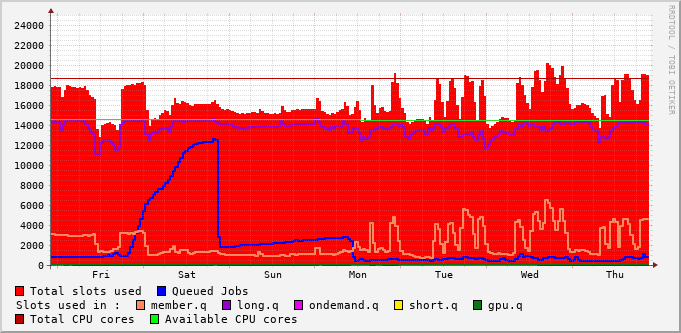 RRDTOOL / TOBI OETIKER
24000
22000
20000
18000
16000
14000
12000
10000
8000
6000
4000
2000
0
Fri Sat Sun Mon Tue Wed Thu
Total slots used Queued Jobs
Slots used in : member.q long.q ondemand.q short.q gpu.q
Total CPU cores Available CPU cores